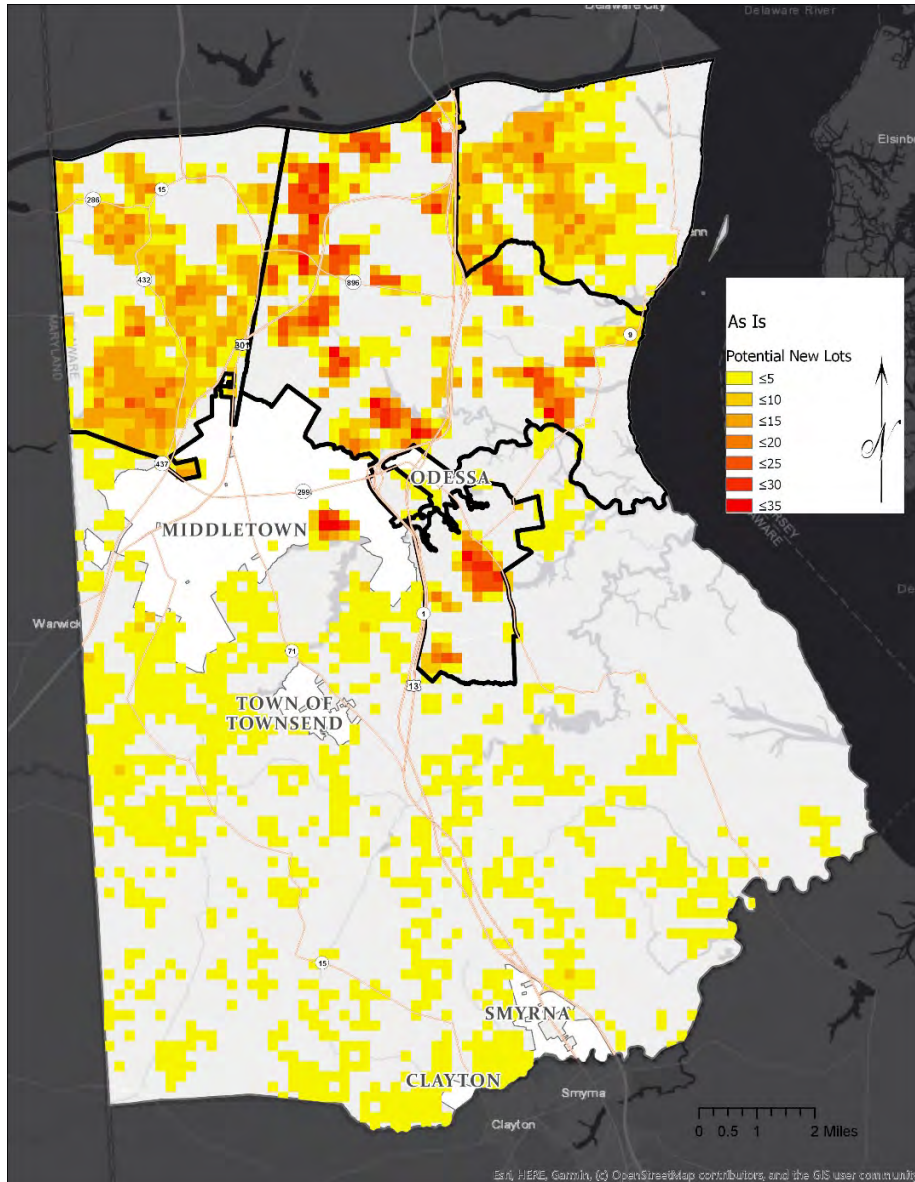 Delaware City
Delaware River
Elsinb
15
286
432
896
MARYLAND
DELAWARE
301
9
As Is
Potential New Lots
≤5
≤10
≤15
≤20
≤25
≤30
≤35
437
299
ODESSA
MIDDLETOWN
Warwick
1
71
13
TOWN OF
TOWNSEND
15
SMYRNA
CLAYTON
Smyrna
Clayton
0 0.5 1 2 Miles
Esri, HERE, Garmin, (c) OpenStreetMap contributors, and the GIS user communit